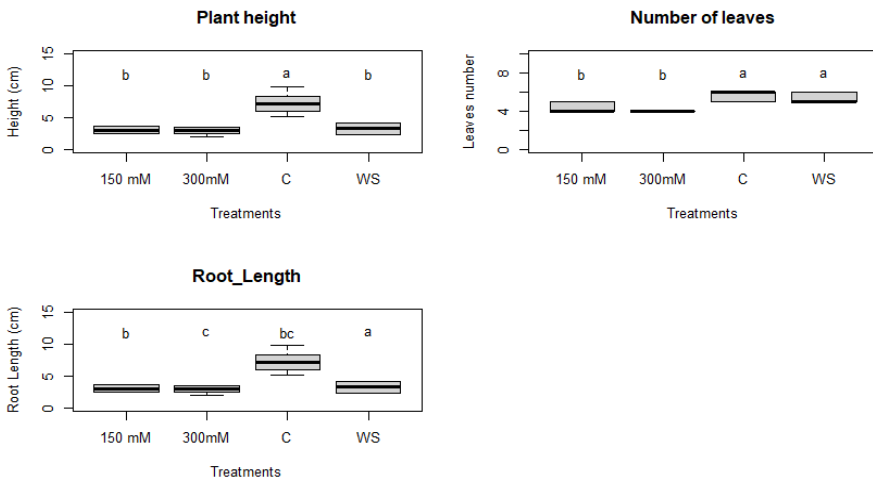 Plant height
Height (cm)
15
10
5
0
b b a b
150 mM 300mM C WS
Treatments
Number of leaves
Leaves number
8
4
0
b b a a
150 mM 300mM C WS
Treatments
Root_Length
Root Length (cm)
15
10
5
0
b c bc a
150 mM 300mM C WS
Treatments